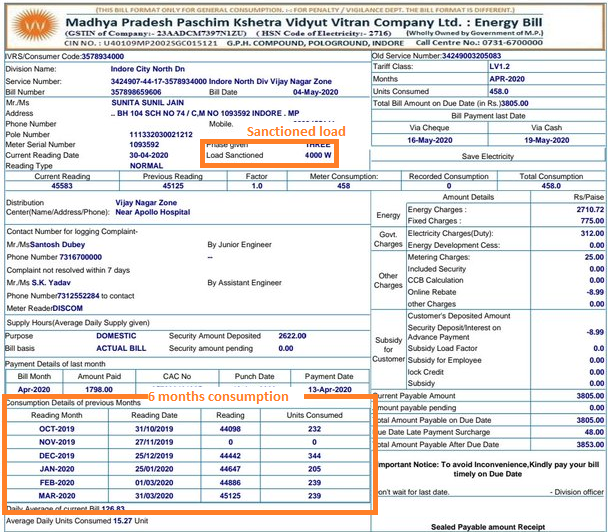 (THIS BILL FORMAT ONLY FOR GENERAL CONSUMPTION. :-( FOR PENALTY / VIGILANCE DEPT. THE BILL FORMAT IS DIFFERENT).
Madhya Pradesh Paschim Kshetra Vidyut Vitran Company Ltd. : Energy Bill
(GSTIN of Company:- 23AADCM7397N1ZU) ( HSN Code of Electricity:- 2716) (Wholly Owned by Government of M.P.)
CIN NO. : U40109MP2002SGC015121 G.P.H. COMPOUND, POLOGROUND, INDORE Call Centre No.: 0731-6700000
IVRS/Consumer Code:3578934000 Old Service Number: 34249003205083
Division Name: Indore City North Dn Tariff Class: LV1.2
Service Number: 3424907-44-17-3578934000 Indore North Div Vijay Nagar Zone Months APR-2020
Bill Number 357898659606 Bill Date 04-May-2020 Units Consumed 458.0
Mr./Ms SUNITA SUNIL JAIN Total Bill Amount on Due Date (in Rs.)3805.00
Address .. BH 104 SCH NO 74 / C,M NO 1093592 INDORE . MP Bill Payment last Date
Phone Number Mobile. Via Cheque Via Cash
Pole Number 111332030021212 Sanctioned load 16-May-2020 19-May-2020
Meter Serial Number 1093592 Phase given THREE
Current Reading Date 30-04-2020 Load Sanctioned 4000 W Save Electricity
Reading Type NORMAL
Current Reading Previous Reading Factor Meter Consumption: Recorded Consumption Total Consumption
45583 45125 1.0 458 0 458.0
Distribution Vijay Nagar Zone
Center(Name/Address/Phone): Near Apollo Hospital
Contact Number for logging Complaint-
Mr./MsSantosh Dubey By Junior Engineer
Phone Number 7316700000 --
Complaint not resolved within 7 days
Mr./Ms S.K. Yadav By Assistant Engineer
Phone Number7312552284 to contact
Meter ReaderDISCOM
Supply Hours(Average Daily Supply given)
Purpose DOMESTIC Security Amount Deposited 2622.00
Bill basis ACTUAL BILL Security amount pending 0.00
Payment Details of last month
Bill Month Amount Paid CAC No Punch Date Payment Date
Apr-2020 1798.00 13-Apr-2020
6 months consumption
Consumption Details of previous Months
Reading Month Reading Date Reading Units Consumed
OCT-2019 31/10/2019 44098 232
NOV-2019 27/11/2019 0 0
DEC-2019 25/12/2019 44442 344
JAN-2020 25/01/2020 44647 205
FEB-2020 01/03/2020 44886 239
MAR-2020 31/03/2020 45125 239
Daily Average of current Bill 126.83
Average Daily Units Consumed 15.27 Unit
Amount Details Rs/Paise
Energy Energy Charges : 2710.72
Fixed Charges : 775.00
Govt. Charges Electricity Charges(Duty): 312.00
Energy Development Cess: 0.00
Other Charges Metering Charges: 25.00
Included Security 0.00
CCB Calculation 0.00
Online Rebate -8.99
other Charges 0.00
Subsidy for Customer Customer's Deposited Amount
Security Deposit/Interest on Advance Payment -8.99
Subsidy Load Factor 0.0
Subsidy for Employee 0.00
lock Credit 0.00
Subsidy 0.00
Current Payable Amount 3805.00
Amount payable pending 0.00
Total Amount Payable on Due Date 3805.00
Due Date Late Payment Surcharge 48.00
Total Amount Payable After Due Date 3853.00
Important Notice: To avoid Inconvenience,Kindly pay your bill
timely on Due Date
Don't wait for last date. - Division officer
Sealed Payable amount Receipt